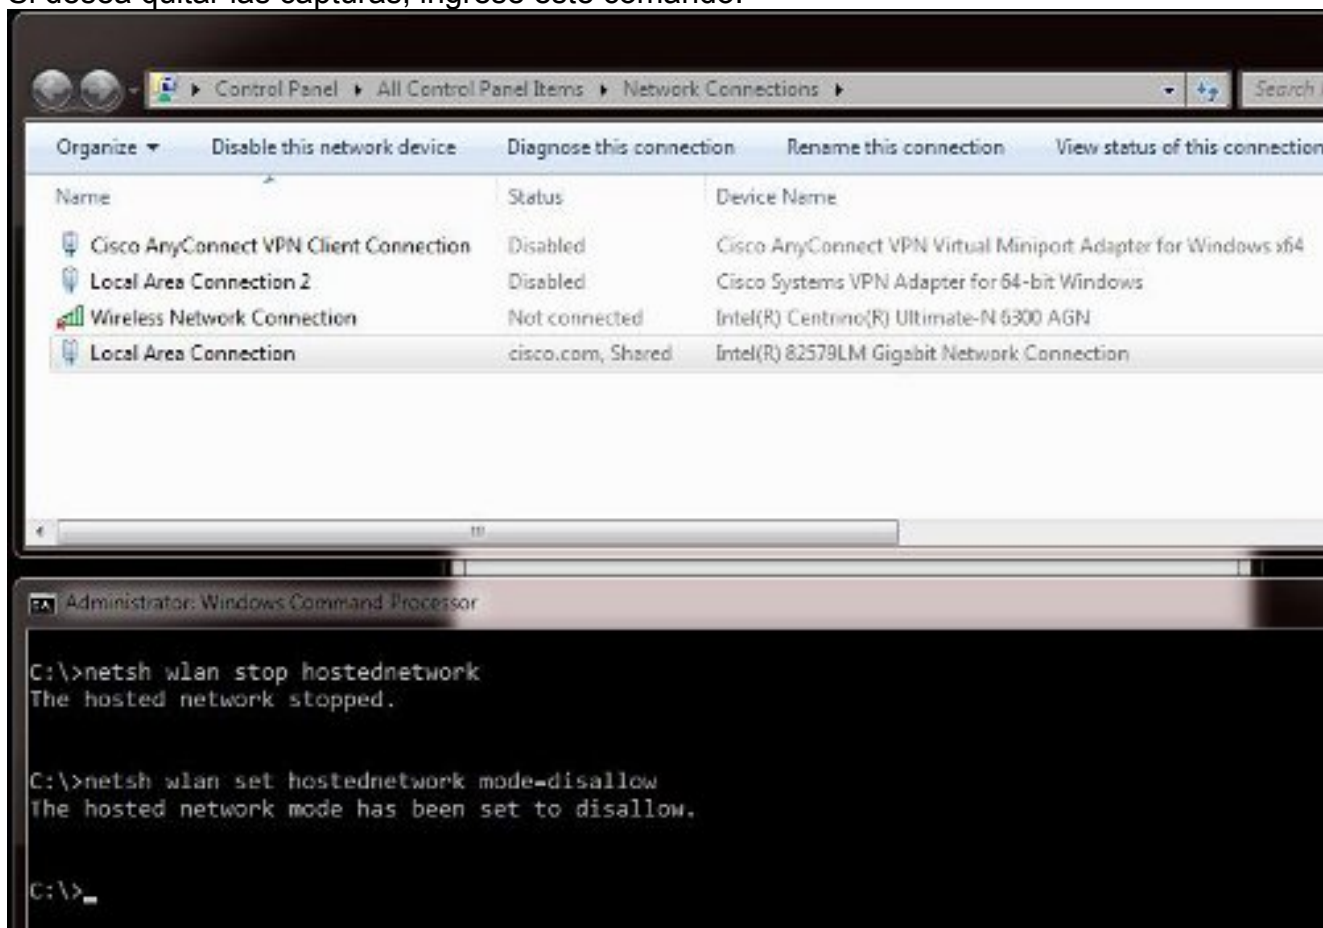 Si desea quitar las capturas, ingrese este comando:
Control Panel ▸ All Control Panel Items ▸ Network Connections ▸ Search
Organize Disable this network device Diagnose this connection Rename this connection View status of this connection
Name Status Device Name
Cisco AnyConnect VPN Client Connection Disabled Cisco AnyConnect VPN Virtual Miniport Adapter for Windows x64
Local Area Connection 2 Disabled Cisco Systems VPN Adapter for 64-bit Windows
Wireless Network Connection Not connected Intel(R) Centrino(R) Ultimate-N 6300 AGN
Local Area Connection cisco.com, Shared Intel(R) 82579LM Gigabit Network Connection
Administrator: Windows Command Processor
C:\>netsh wlan stop hostednetwork
The hosted network stopped.
C:\>netsh wlan set hostednetwork mode=disallow
The hosted network mode has been set to disallow.
C:\>_